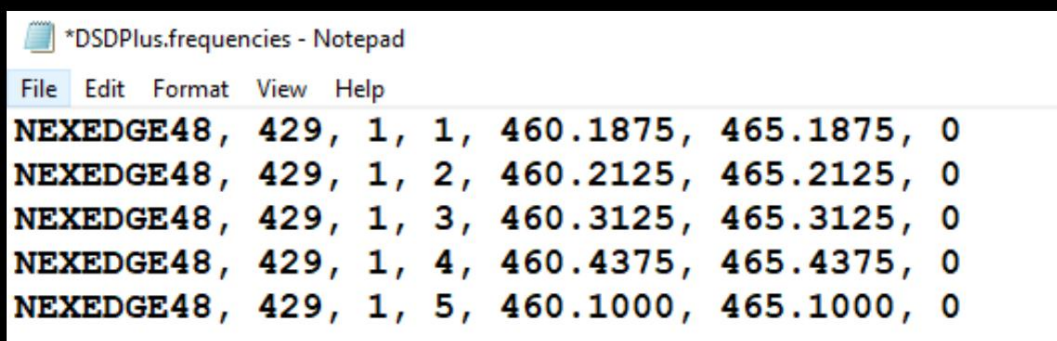 *DSDPlus.frequencies - Notepad
File Edit Format View Help
NEXEDGE48, 429, 1, 1, 460.1875, 465.1875, 0
NEXEDGE48, 429, 1, 2, 460.2125, 465.2125, 0
NEXEDGE48, 429, 1, 3, 460.3125, 465.3125, 0
NEXEDGE48, 429, 1, 4, 460.4375, 465.4375, 0
NEXEDGE48, 429, 1, 5, 460.1000, 465.1000, 0